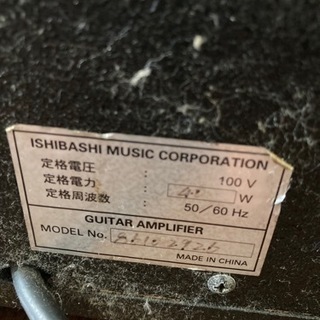 ISHIBASHI MUSIC CORPORATION
定格電圧 : 100 V
定格電力 : W
定格周波数 : 50/60 Hz
GUITAR AMPLIFIER
MODEL No.
MADE IN CHINA